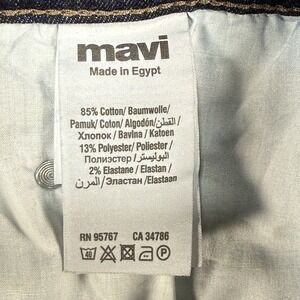 mavi
Made in Egypt
85% Cotton/ Baumwolle/
Pamuk/ Coton/ Algodón/القطن/
Хлопок / Bavlna / Katoen
13% Polyester/ Poliester /
Полиэстер/ البوليستر/
2% Elastane / Elastan /
المرن/ Эластан /Elastaan
RN 95767 CA 34786
40